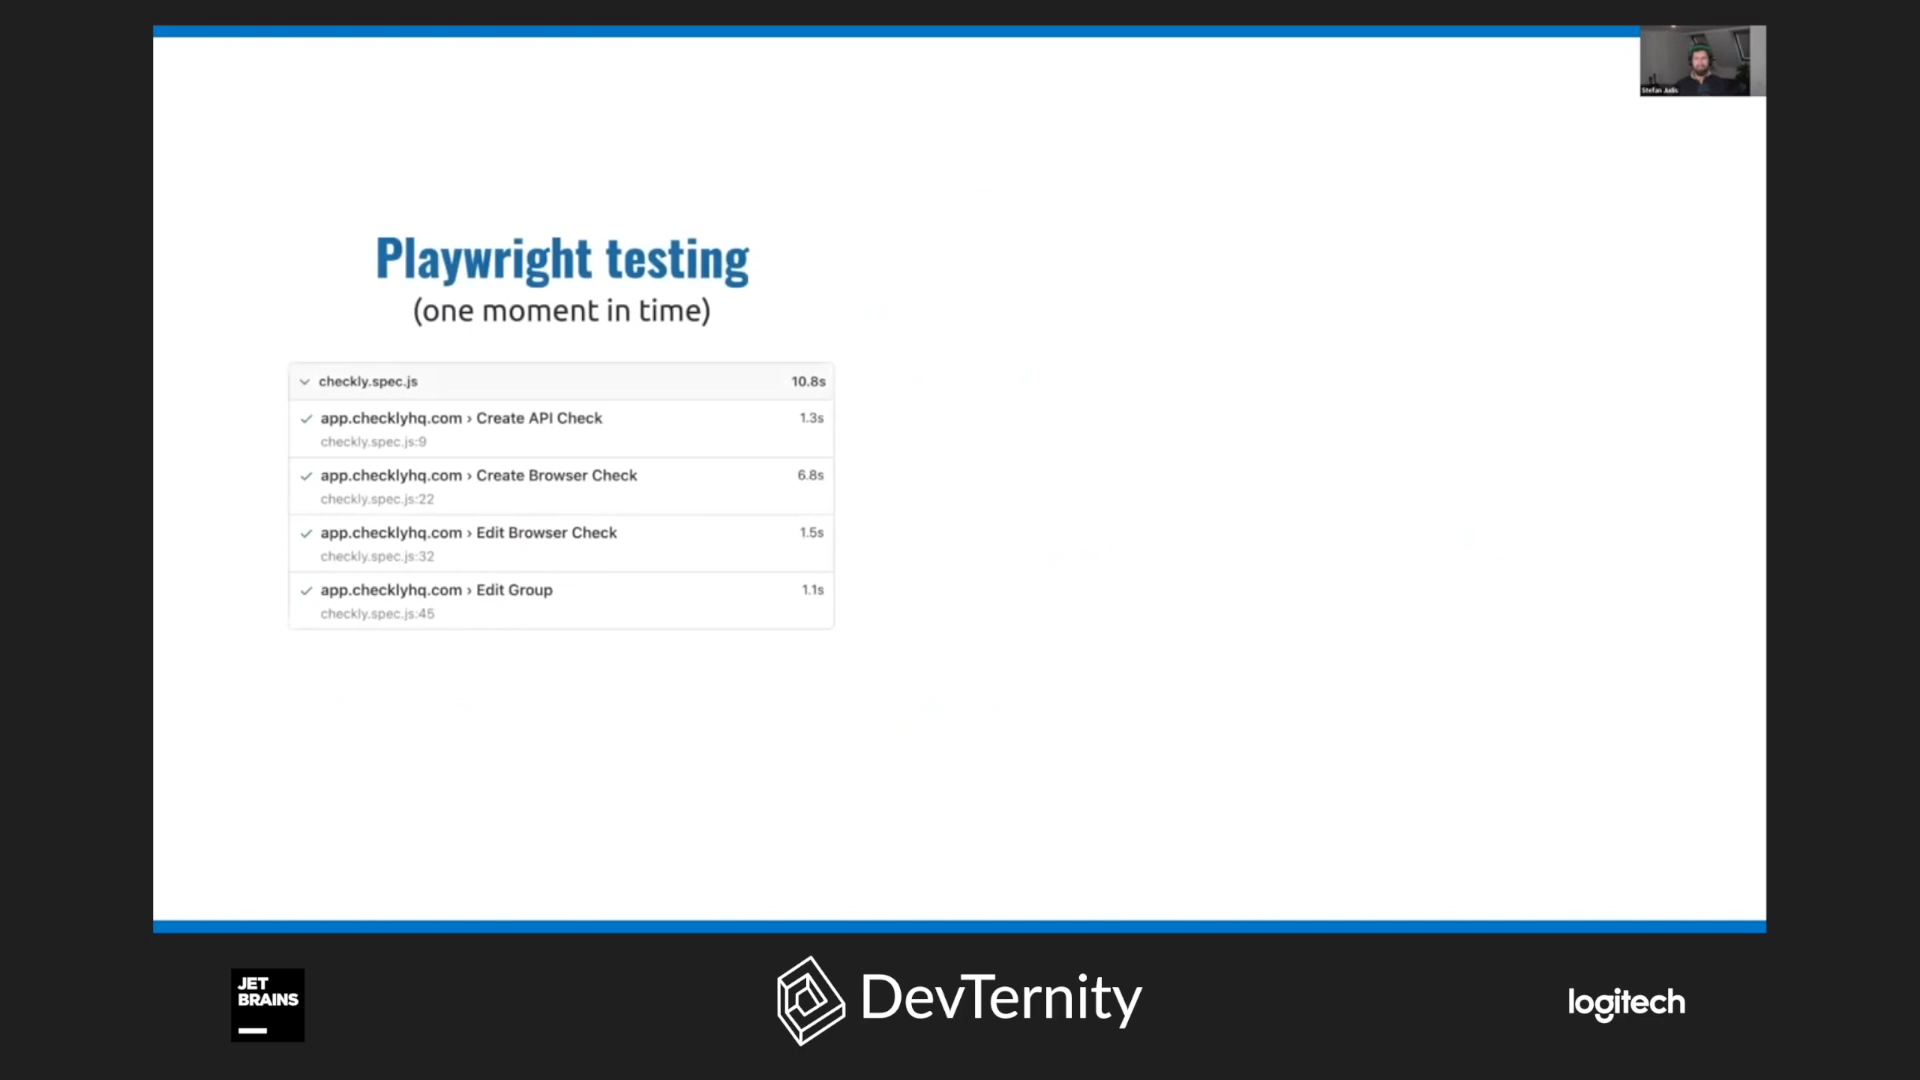 Stefan Judis
Playwright testing
(one moment in time)
checkly.spec.js 10.8s
app.checklyhq.com › Create API Check 1.3s
checkly.spec.js:9
app.checklyhq.com › Create Browser Check 6.8s
checkly.spec.js:22
app.checklyhq.com › Edit Browser Check 1.5s
checkly.spec.js:32
app.checklyhq.com › Edit Group 1.1s
checkly.spec.js:45
JET
BRAINS
DevTernity
logitech